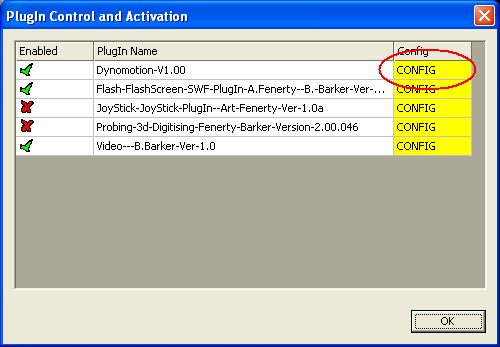 PlugIn Control and Activation
Enabled PlugIn Name Config
Dynomotion-V1.00 CONFIG
Flash-FlashScreen-SWF-PlugIn-A.Fenerty--B.-Barker-Ver-... CONFIG
JoyStick-JoyStick-PlugIn--Art-Fenerty-Ver-1.0a CONFIG
Probing-3d-Digitising-Fenerty-Barker-Version-2.00.046 CONFIG
Video---B.Barker-Ver-1.0 CONFIG
OK